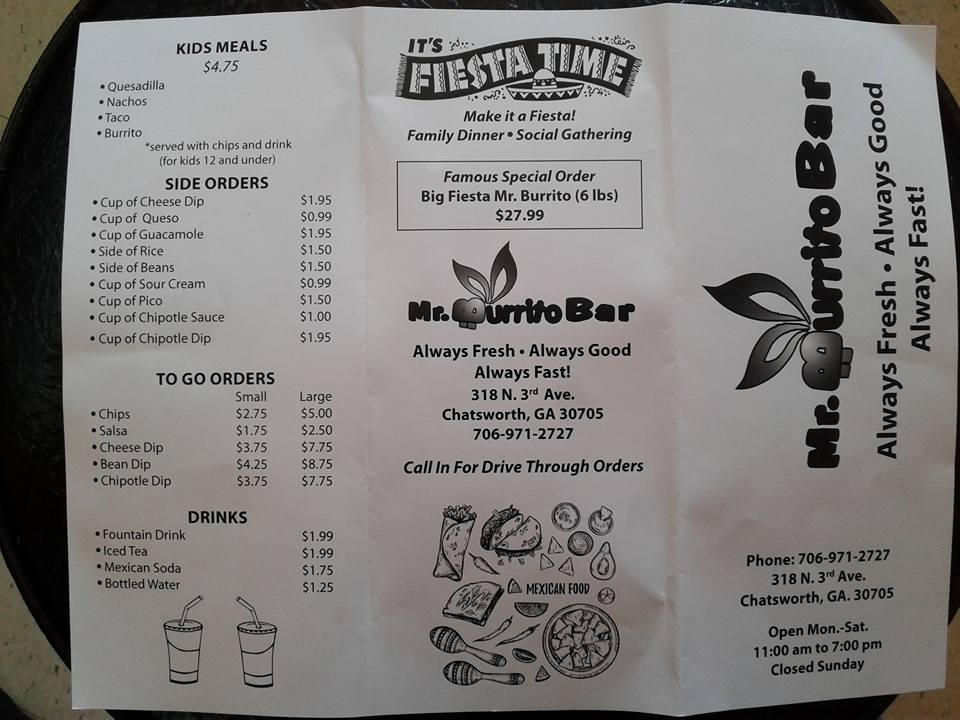 KIDS MEALS
$4.75
• Quesadilla
• Nachos
• Taco
• Burrito
*served with chips and drink
(for kids 12 and under)
SIDE ORDERS
• Cup of Cheese Dip $1.95
• Cup of Queso $0.99
• Cup of Guacamole $1.95
• Side of Rice $1.50
• Side of Beans $1.50
• Cup of Sour Cream $0.99
• Cup of Pico $1.50
• Cup of Chipotle Sauce $1.00
• Cup of Chipotle Dip $1.95
TO GO ORDERS
Small Large
• Chips $2.75 $5.00
• Salsa $1.75 $2.50
• Cheese Dip $3.75 $7.75
• Bean Dip $4.25 $8.75
• Chipotle Dip $3.75 $7.75
DRINKS
• Fountain Drink $1.99
• Iced Tea $1.99
• Mexican Soda $1.75
• Bottled Water $1.25
IT'S
FIESTA TIME
Make it a Fiesta!
Family Dinner • Social Gathering
Famous Special Order
Big Fiesta Mr. Burrito (6 lbs)
$27.99
Mr. Burrito Bar
Always Fresh • Always Good
Always Fast!
318 N. 3rd Ave.
Chatsworth, GA 30705
706-971-2727
Call In For Drive Through Orders
MEXICAN FOOD
Mr. Burrito Bar
Always Fresh • Always Good
Always Fast!
Phone: 706-971-2727
318 N. 3rd Ave.
Chatsworth, GA. 30705
Open Mon.-Sat.
11:00 am to 7:00 pm
Closed Sunday